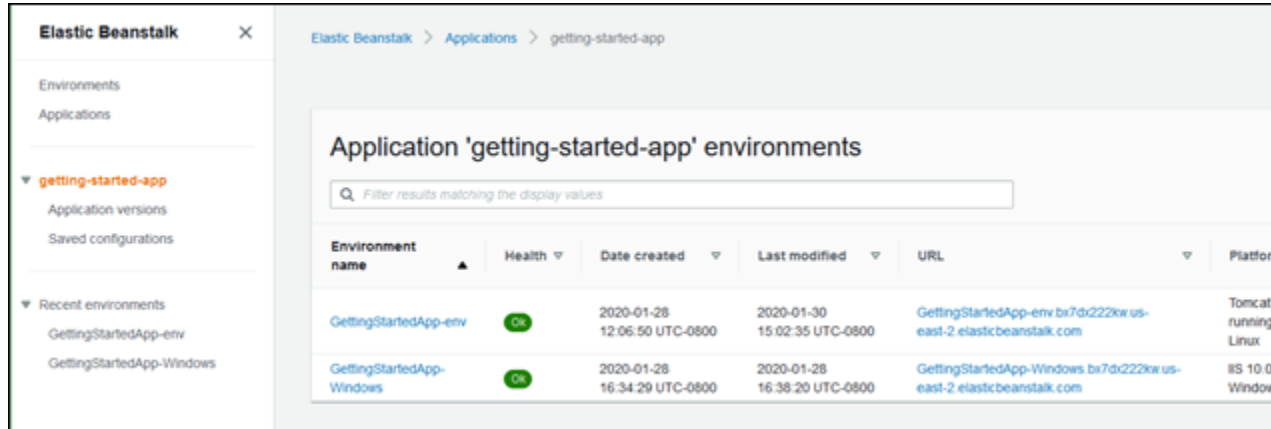 Elastic Beanstalk
Environments
Applications
getting-started-app
Application versions
Saved configurations
Recent environments
GettingStartedApp-env
GettingStartedApp-Windows
Elastic Beanstalk > Applications > getting-started-app
Application 'getting-started-app' environments
Filter results matching the display values
Environment name
Health
Date created
Last modified
URL
GettingStartedApp-env
Ok
2020-01-28
12:06:50 UTC-0800
2020-01-30
15:02:35 UTC-0800
GettingStartedApp-env.bx7dx222kw.us-
east-2.elasticbeanstalk.com
Tomcat
running
Linux
GettingStartedApp-
Windows
Ok
2020-01-28
16:34:29 UTC-0800
2020-01-28
16:38:20 UTC-0800
GettingStartedApp-Windows.bx7dx222kw.us-
east-2.elasticbeanstalk.com
IIS 10.0